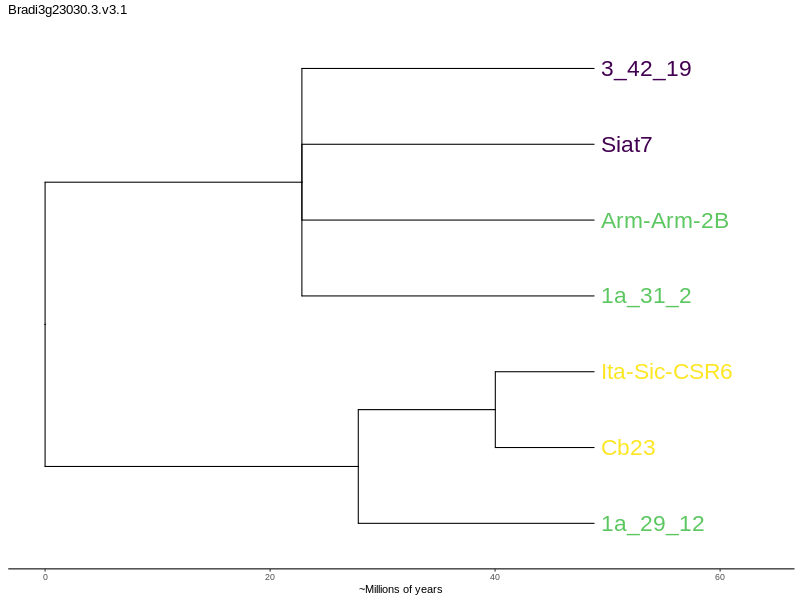 Bradi3g23030.3.v3.1
3_42_19
Siat7
Arm-Arm-2B
1a_31_2
Ita-Sic-CSR6
Cb23
1a_29_12
0 20 40 60
~Millions of years